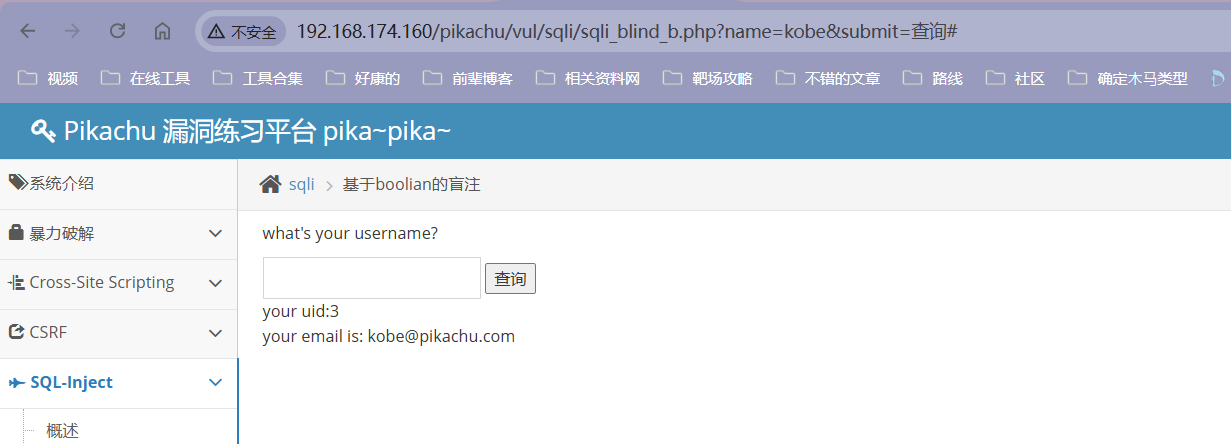 不安全 192.168.174.160/pikachu/vul/sqli/sqli_blind_b.php?name=kobe&submit=查询#
视频 在线工具 工具合集 好康的 前辈博客 相关资料网 靶场攻略 不错的文章 路线 社区 确定木马类型
Pikachu 漏洞练习平台 pika~pika~
系统介绍
sqli 基于boolian的盲注
暴力破解
what's your username?
查询
Cross-Site Scripting
your uid:3
CSRF
your email is: kobe@pikachu.com
SQL-Inject
概述